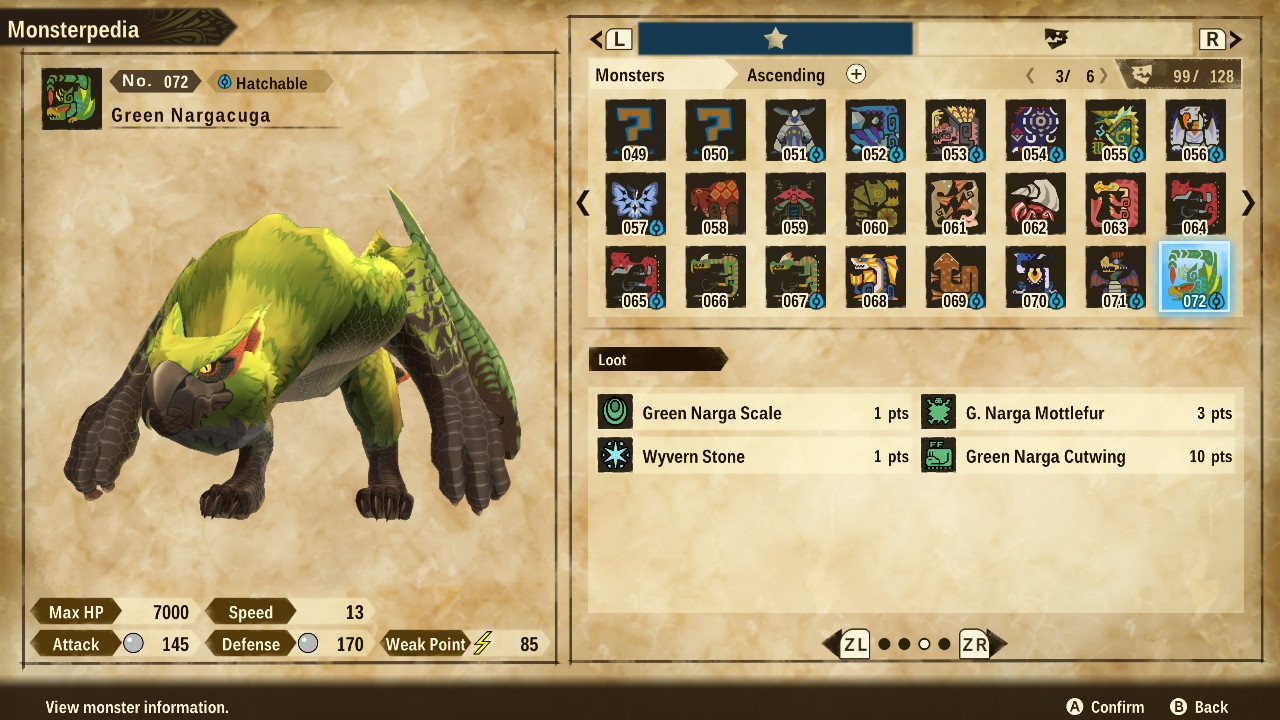 Monsterpedia
No. 072 Hatchable
Green Nargacuga
Max HP 7000 Speed 13
Attack 145 Defense 170 Weak Point 85
L R
Monsters Ascending 3/ 6 99/ 128
049 050 051 052 053 054 055 056
057 058 059 060 061 062 063 064
065 066 067 068 069 070 071 072
Loot
Green Narga Scale 1 pts G. Narga Mottlefur 3 pts
Wyvern Stone 1 pts FF Green Narga Cutwing 10 pts
ZL ZR
View monster information.
A Confirm B Back